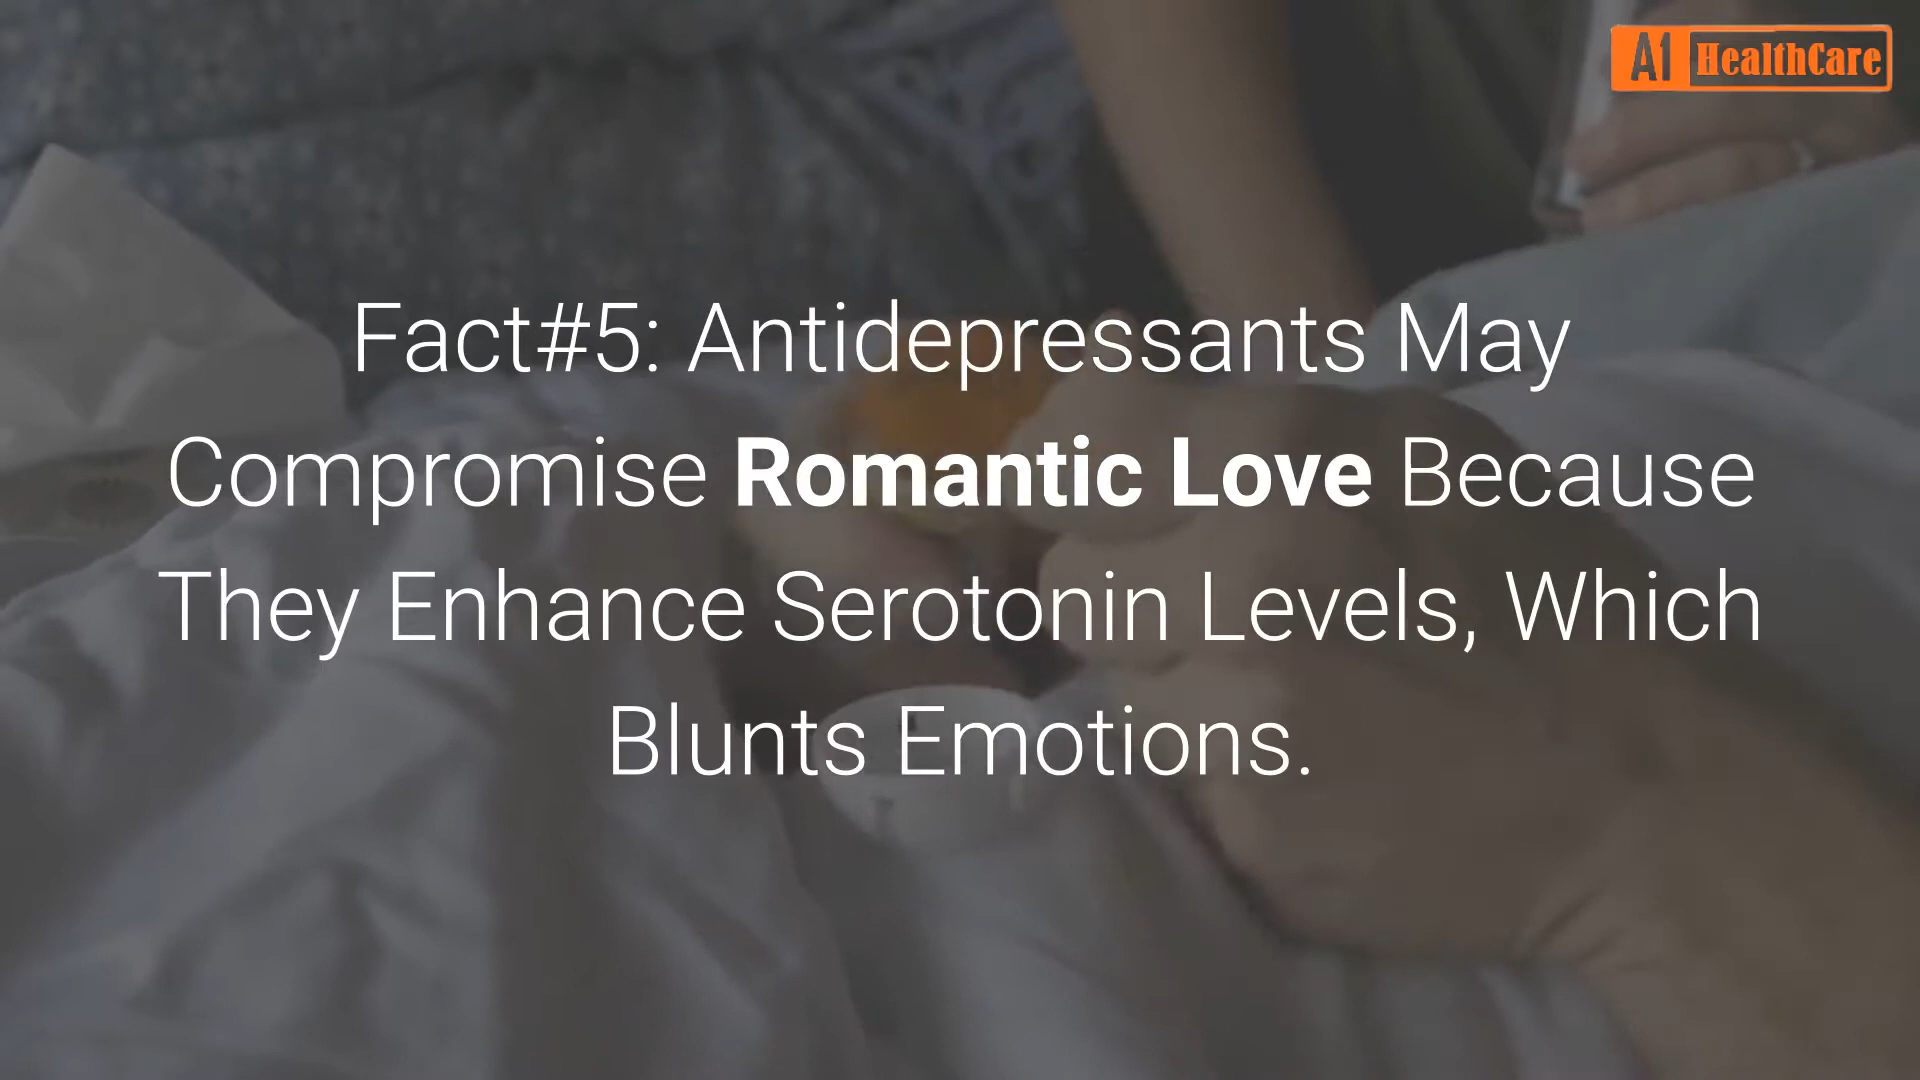 A1 HealthCare
Fact#5: Antidepressants May
Compromise Romantic Love Because
They Enhance Serotonin Levels, Which
Blunts Emotions.